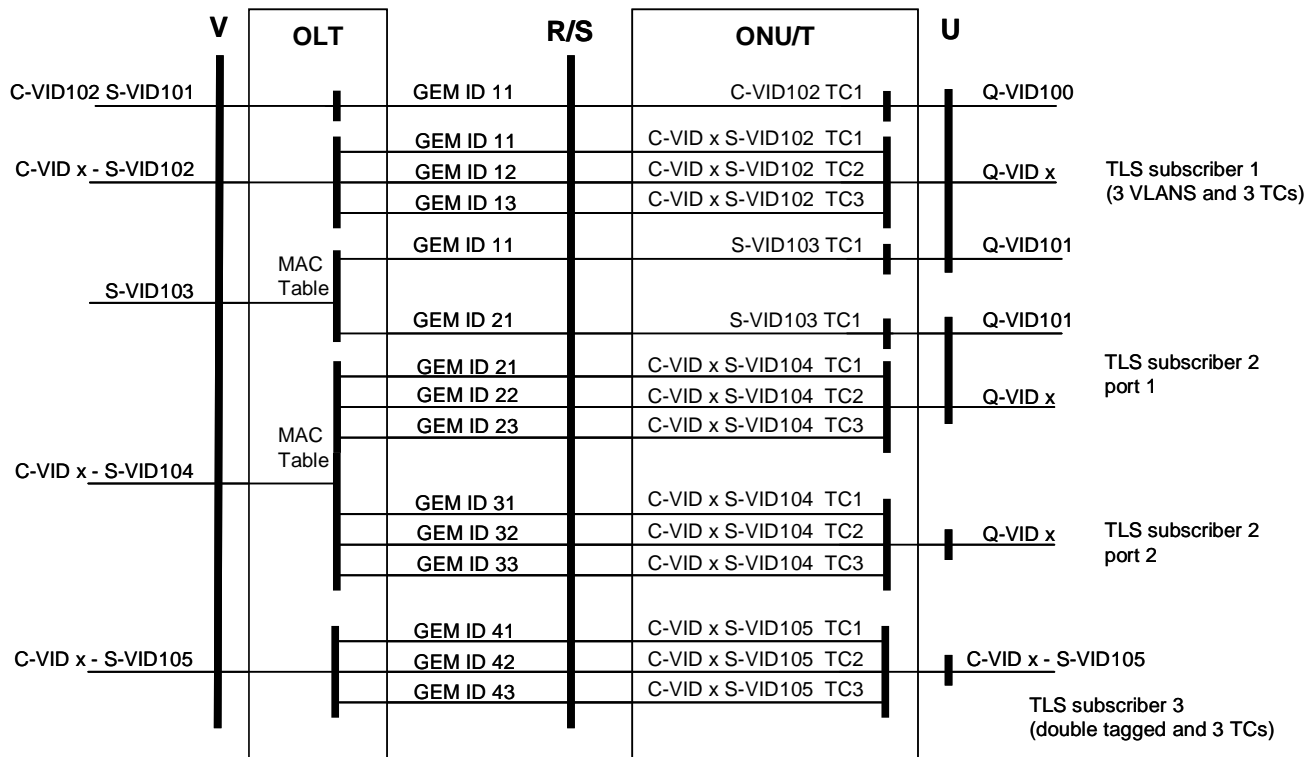 V OLT R/S ONU/T U
C-VID102 S-VID101 GEM ID 11 C-VID102 TC1 Q-VID100
GEM ID 11 C-VID x S-VID102 TC1
C-VID x - S-VID102 GEM ID 12 C-VID x S-VID102 TC2 Q-VID x TLS subscriber 1
(3 VLANS and 3 TCs)
GEM ID 13 C-VID x S-VID102 TC3
GEM ID 11 S-VID103 TC1 Q-VID101
MAC
Table
S-VID103
GEM ID 21 S-VID103 TC1 Q-VID101
GEM ID 21 C-VID x S-VID104 TC1 TLS subscriber 2
port 1
GEM ID 22 C-VID x S-VID104 TC2 Q-VID x
GEM ID 23 C-VID x S-VID104 TC3
MAC
Table
C-VID x - S-VID104
GEM ID 31 C-VID x S-VID104 TC1
GEM ID 32 C-VID x S-VID104 TC2 Q-VID x TLS subscriber 2
port 2
GEM ID 33 C-VID x S-VID104 TC3
GEM ID 41 C-VID x S-VID105 TC1
C-VID x - S-VID105 GEM ID 42 C-VID x S-VID105 TC2 C-VID x - S-VID105
GEM ID 43 C-VID x S-VID105 TC3
TLS subscriber 3
(double tagged and 3 TCs)